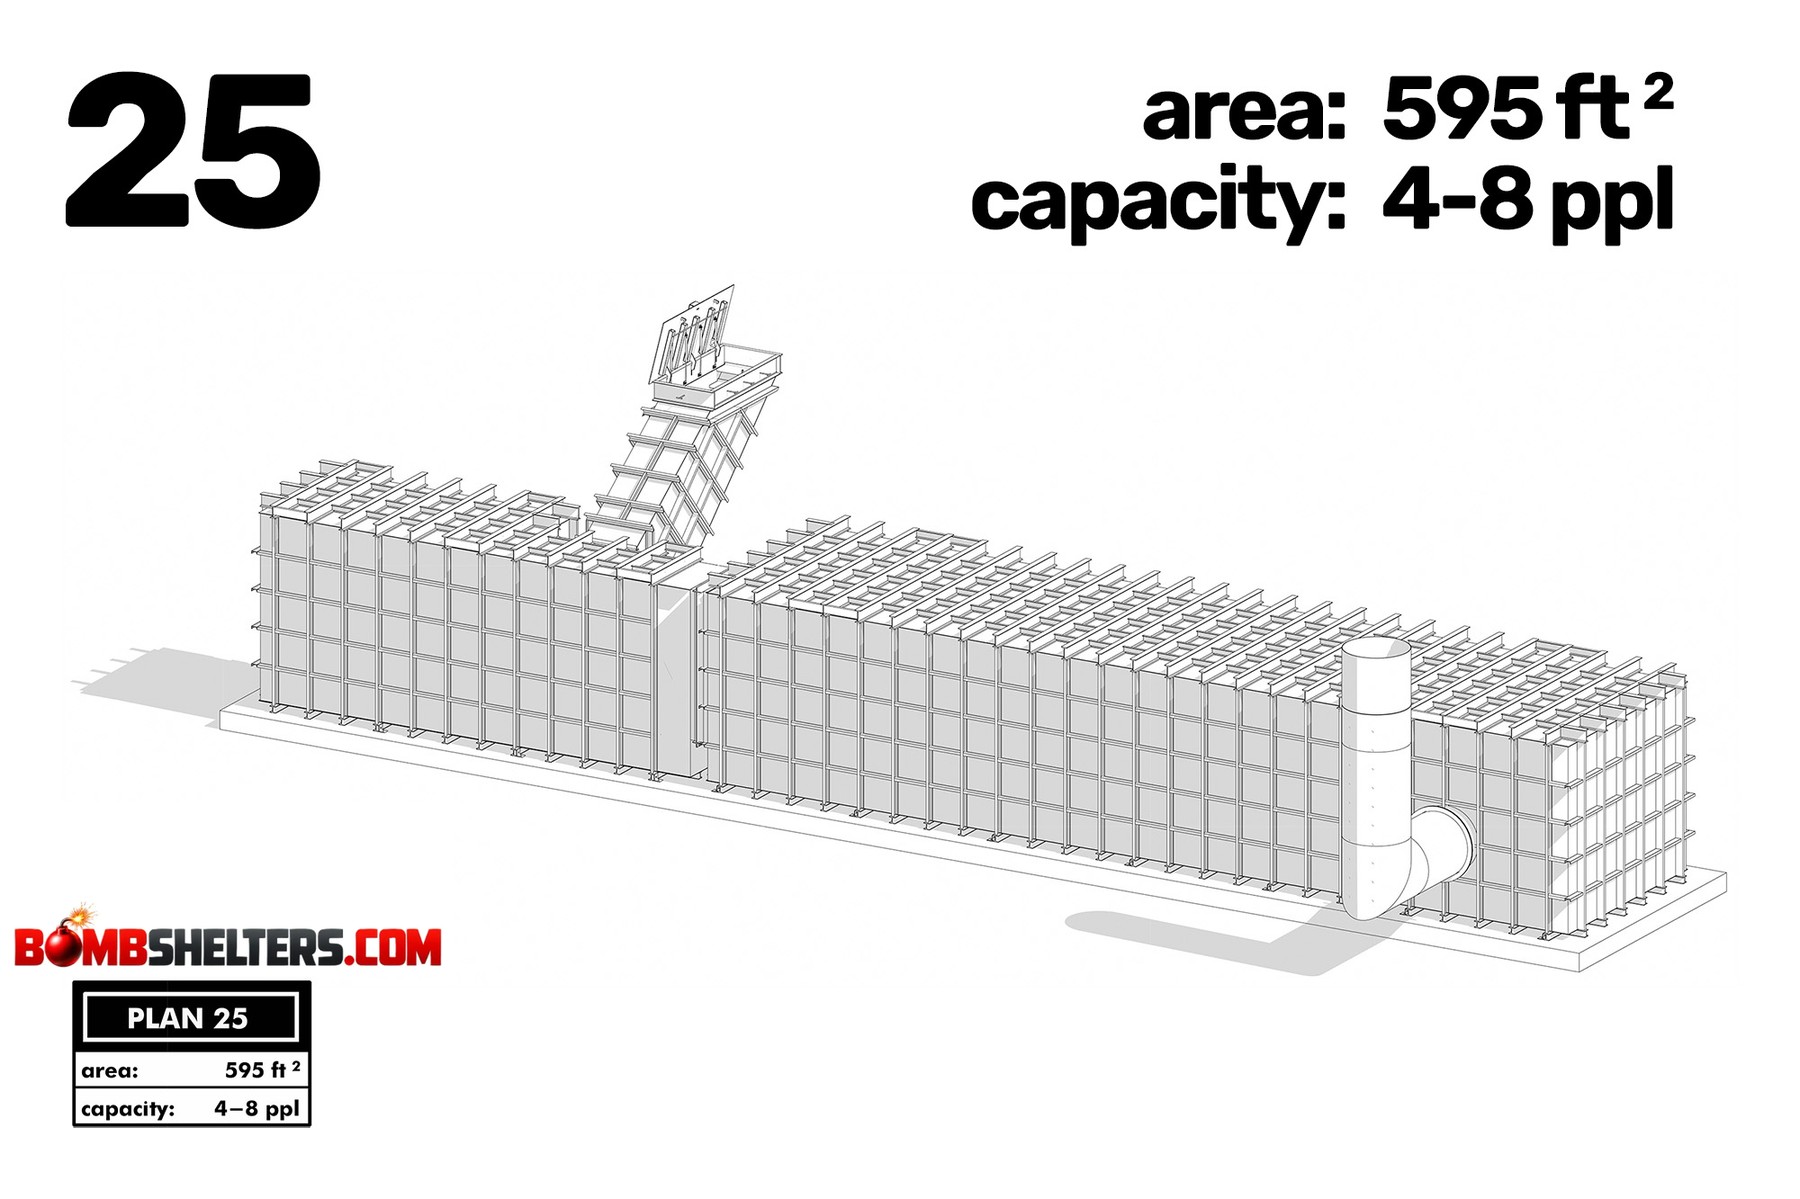 25
area: 595 ft ²
capacity: 4-8 ppl
BOMBSHELTERS.COM
PLAN 25
area: 595 ft ²
capacity: 4–8 ppl